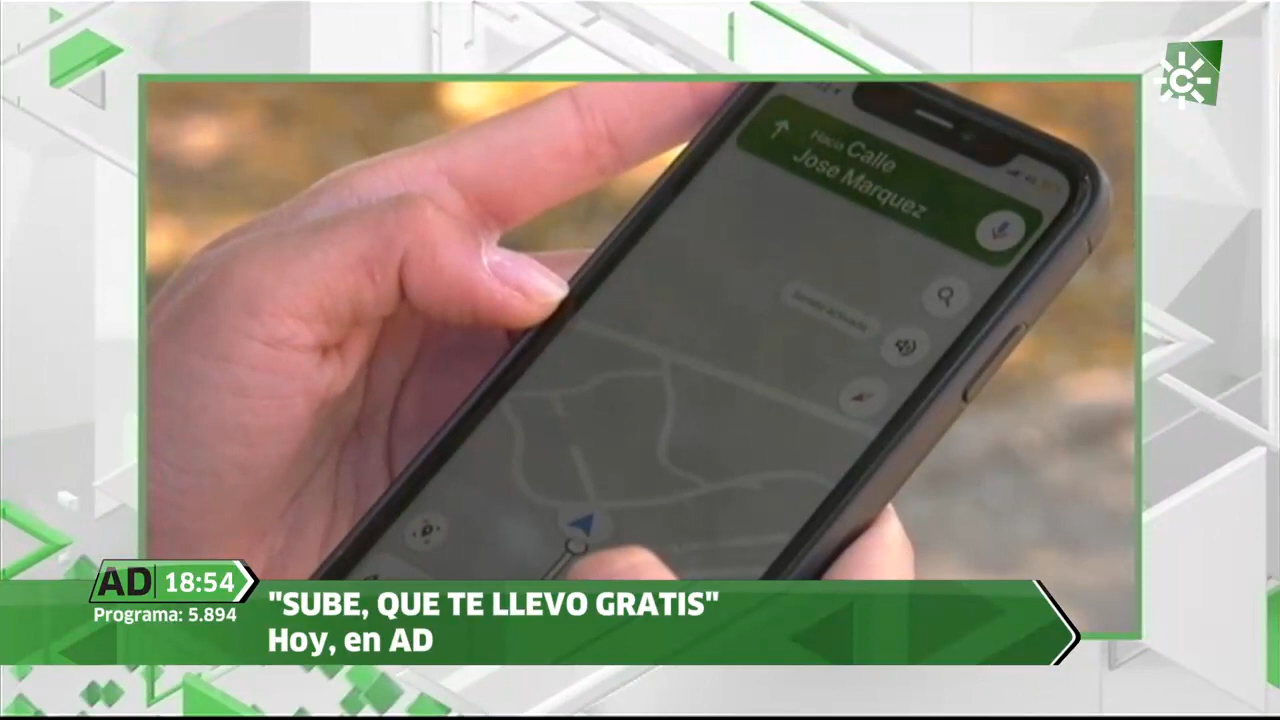 Hacia Calle
Jose Marquez
AD 18:54
Programa: 5.894
"SUBE, QUE TE LLEVO GRATIS"
Hoy, en AD